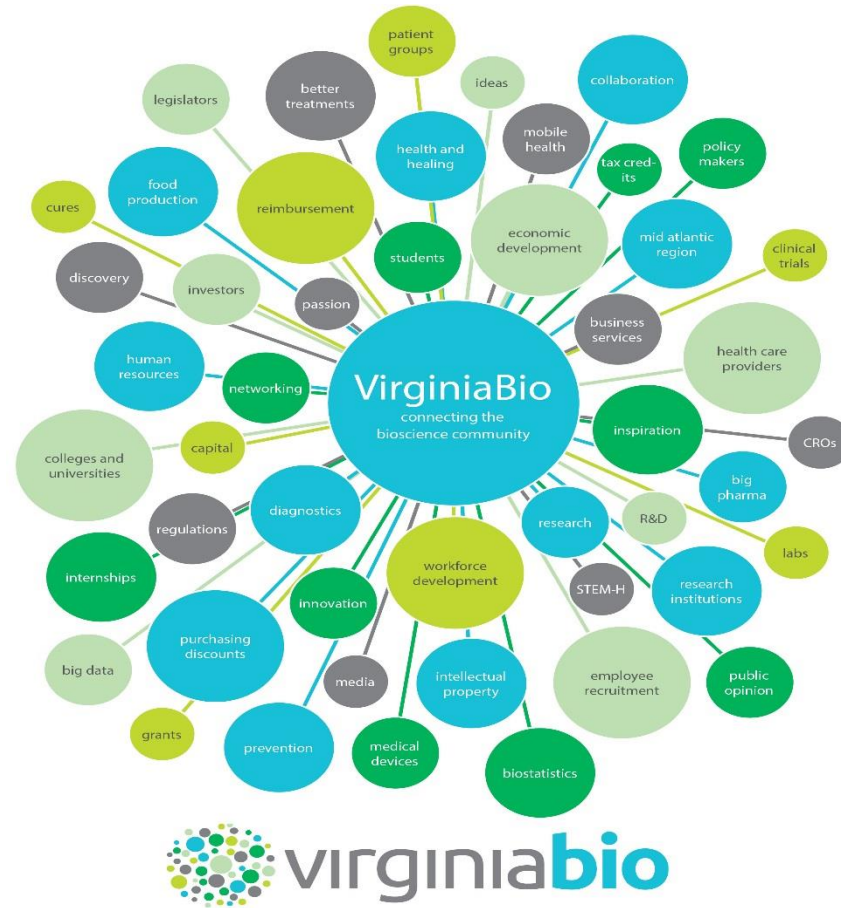 patient
groups
ideas
collaboration
better
treatments
legislators
mobile
health
health and
healing
policy
makers
tax cred-
its
food
production
reimbursement
cures
economic
development
mid atlantic
region
clinical
trials
students
discovery
investors
passion
business
services
health care
providers
human
resources
networking
VirginiaBio
connecting the
bioscience community
inspiration
CROs
capital
colleges and
universities
big
pharma
diagnostics
research
R&D
regulations
labs
internships
workforce
development
STEM-H
research
institutions
innovation
purchasing
discounts
big data
media
intellectual
property
employee
recruitment
public
opinion
grants
prevention
medical
devices
biostatistics
virginiabio